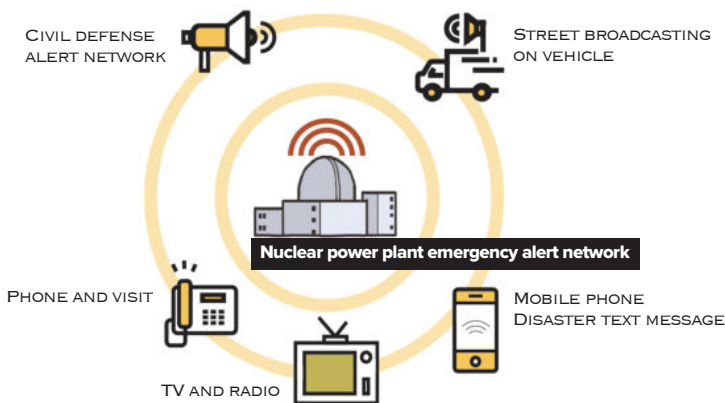 CIVIL DEFENSE
ALERT NETWORK
STREET BROADCASTING
ON VEHICLE
Nuclear power plant emergency alert network
PHONE AND VISIT
MOBILE PHONE
DISASTER TEXT MESSAGE
TV AND RADIO